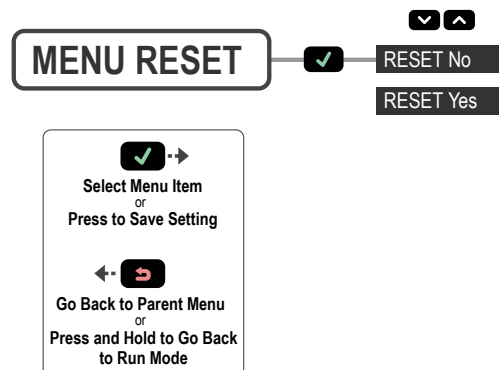 MENU RESET
RESET No
RESET Yes
Select Menu Item
or
Press to Save Setting
Go Back to Parent Menu
or
Press and Hold to Go Back
to Run Mode